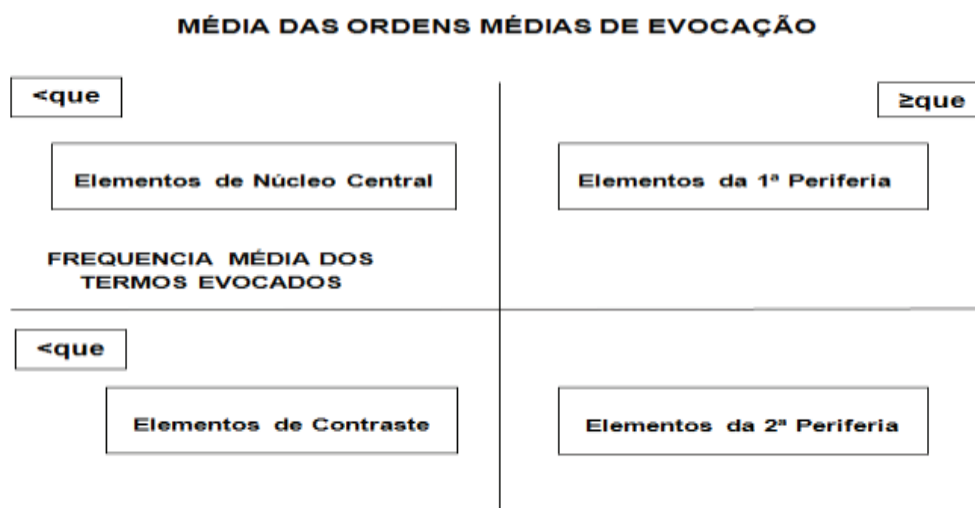 MÉDIA DAS ORDENS MÉDIAS DE EVOCAÇÃO
<que
≥que
Elementos de Núcleo Central
Elementos da 1ª Periferia
FREQUENCIA MÉDIA DOS
TERMOS EVOCADOS
<que
Elementos de Contraste
Elementos da 2ª Periferia